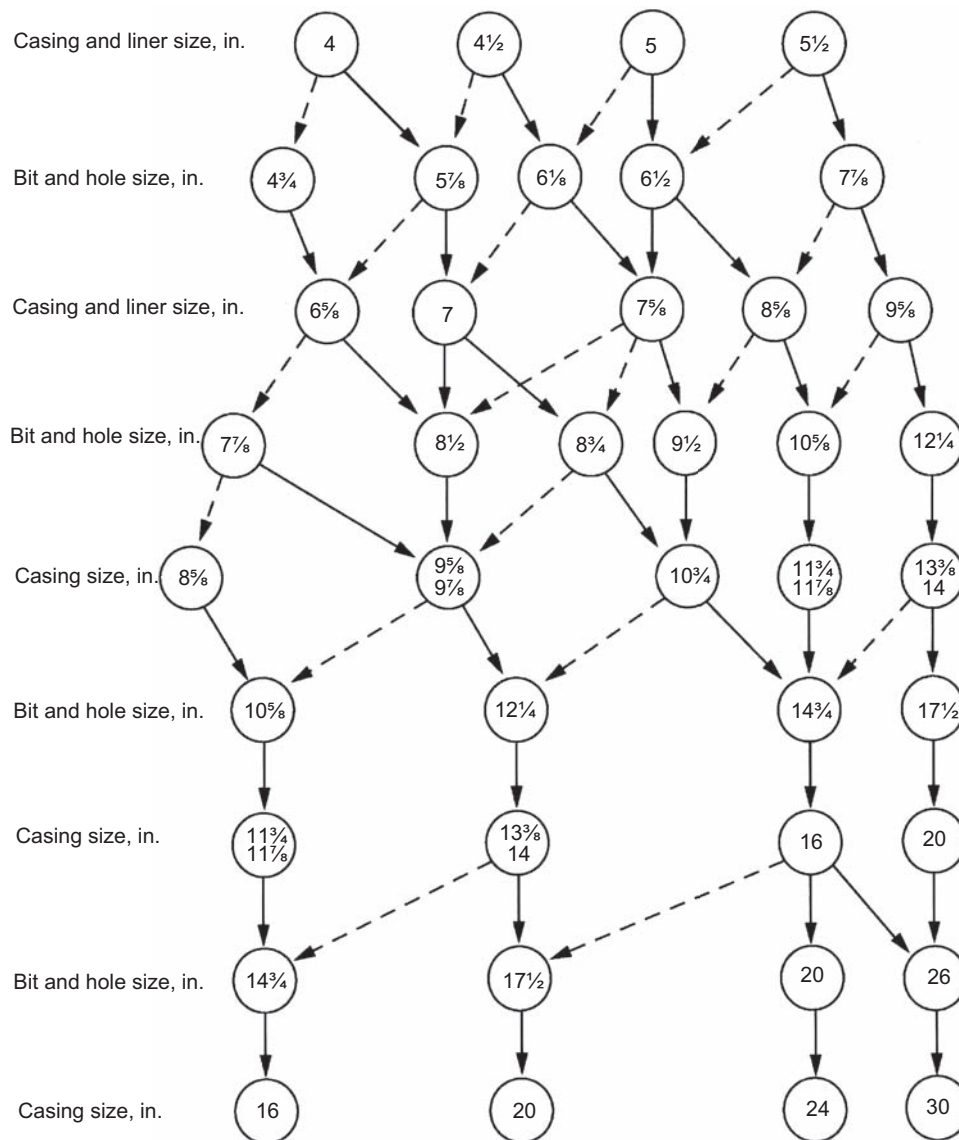 Casing and liner size, in. 4 4½ 5 5½
Bit and hole size, in. 4¾ 5⅞ 6⅛ 6½ 7⅞
Casing and liner size, in. 6⅝ 7 7⅝ 8⅝ 9⅝
Bit and hole size, in. 7⅞ 8½ 8¾ 9½ 10⅝ 12¼
Casing size, in. 8⅝ 9⅝ 10¾ 11¾ 13⅜
9⅞ 11⅞ 14
Bit and hole size, in. 10⅝ 12¼ 14¾ 17½
Casing size, in. 11¾ 13⅜ 16 20
11⅞ 14
Bit and hole size, in. 14¾ 17½ 20 26
Casing size, in. 16 20 24 30